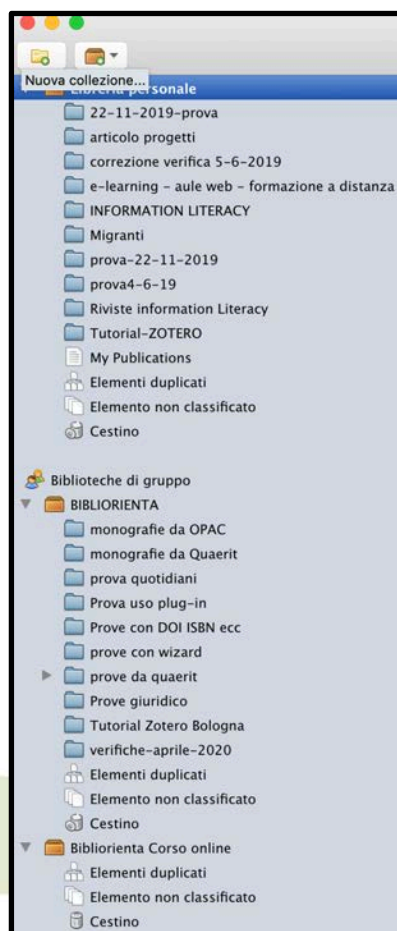 Nuova collezione...
Libreria personale
22-11-2019-prova
articolo progetti
correzione verifica 5-6-2019
e-learning - aule web - formazione a distanza
INFORMATION LITERACY
Migranti
prova-22-11-2019
prova4-6-19
Riviste information Literacy
Tutorial-ZOTERO
My Publications
Elementi duplicati
Elemento non classificato
Cestino
Biblioteche di gruppo
BIBLIORIENTA
monografie da OPAC
monografie da Quaerit
prova quotidiani
Prova uso plug-in
Prove con DOI ISBN ecc
prove con wizard
prove da quaerit
Prove giuridico
Tutorial Zotero Bologna
verifiche-aprile-2020
Elementi duplicati
Elemento non classificato
Cestino
Bibliorienta Corso online
Elementi duplicati
Elemento non classificato
Cestino